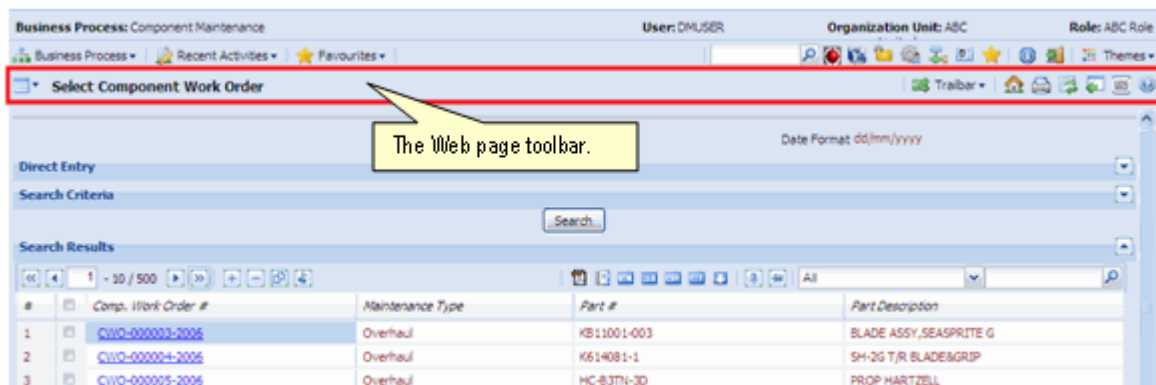 Business Process: Component Maintenance User: DMUSER Organization Unit: ABC Role: ABC Role
Business Process Recent Activities Favourites Themes
Select Component Work Order Trailbar
The Web page toolbar.
Date Format dd/mm/yyyy
Direct Entry
Search Criteria
Search
Search Results
1 - 10 / 500 All
# Comp. Work Order # Maintenance Type Part # Part Description
1 CWO-000003-2006 Overhaul KB11001-003 BLADE ASSY,SEASPRITE G
2 CWO-000004-2006 Overhaul K614081-1 SH-2G T/R BLADE&GRIP
3 CWO-000005-2006 Overhaul HC-B3TN-3D PROP HARTZELL